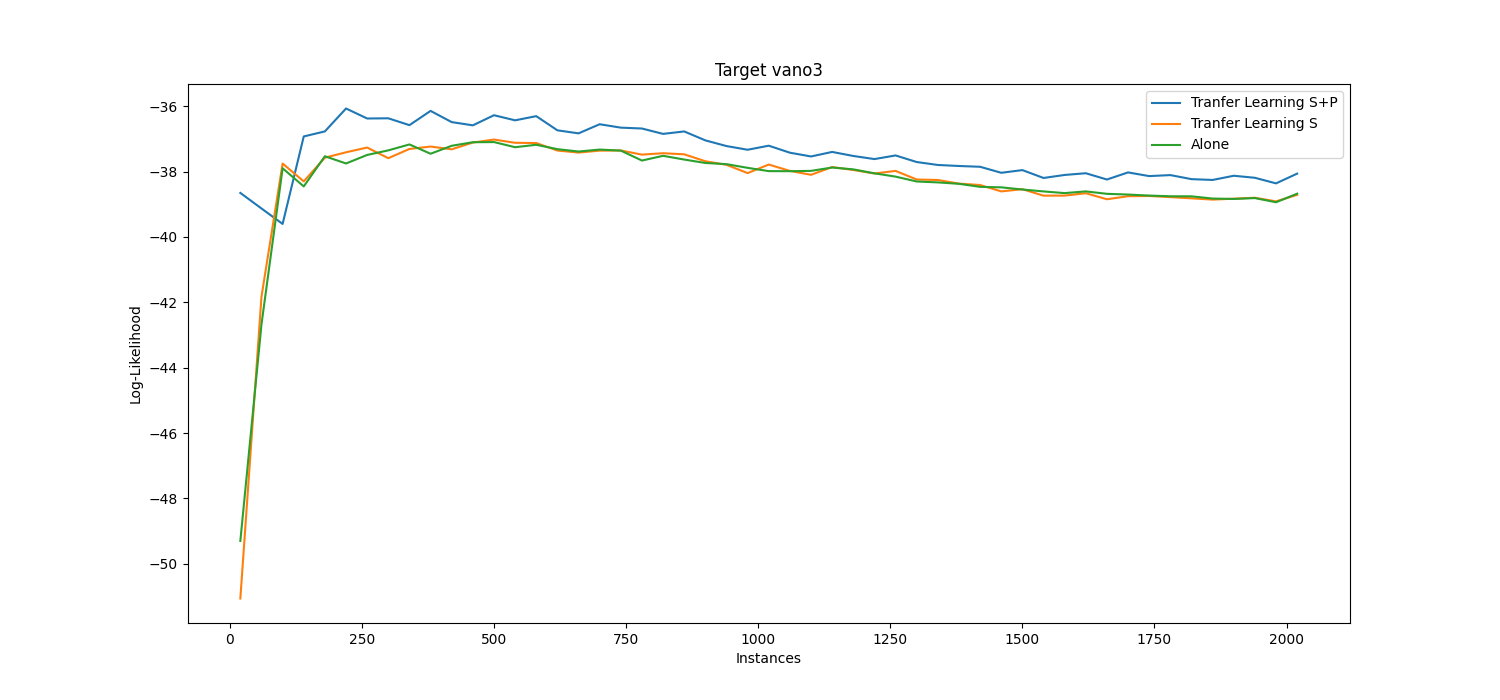 Target vano3
Tranfer Learning S+P
Tranfer Learning S
Alone
Log-Likelihood
−36
−38
−40
−42
−44
−46
−48
−50
0 250 500 750 1000 1250 1500 1750 2000
Instances